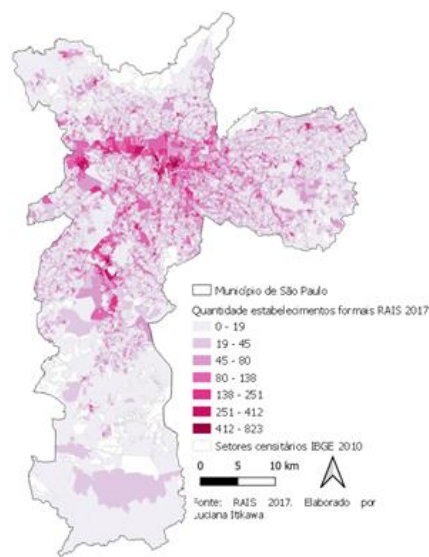 Município de São Paulo
Quantidade estabelecimentos formais RAIS 2017
0 - 19
19 - 45
45 - 80
80 - 138
138 - 251
251 - 412
412 - 823
Setores censitários IBGE 2010
0 5 10 km
Fonte: RAIS 2017. Elaborado por
Luciana Itikawa